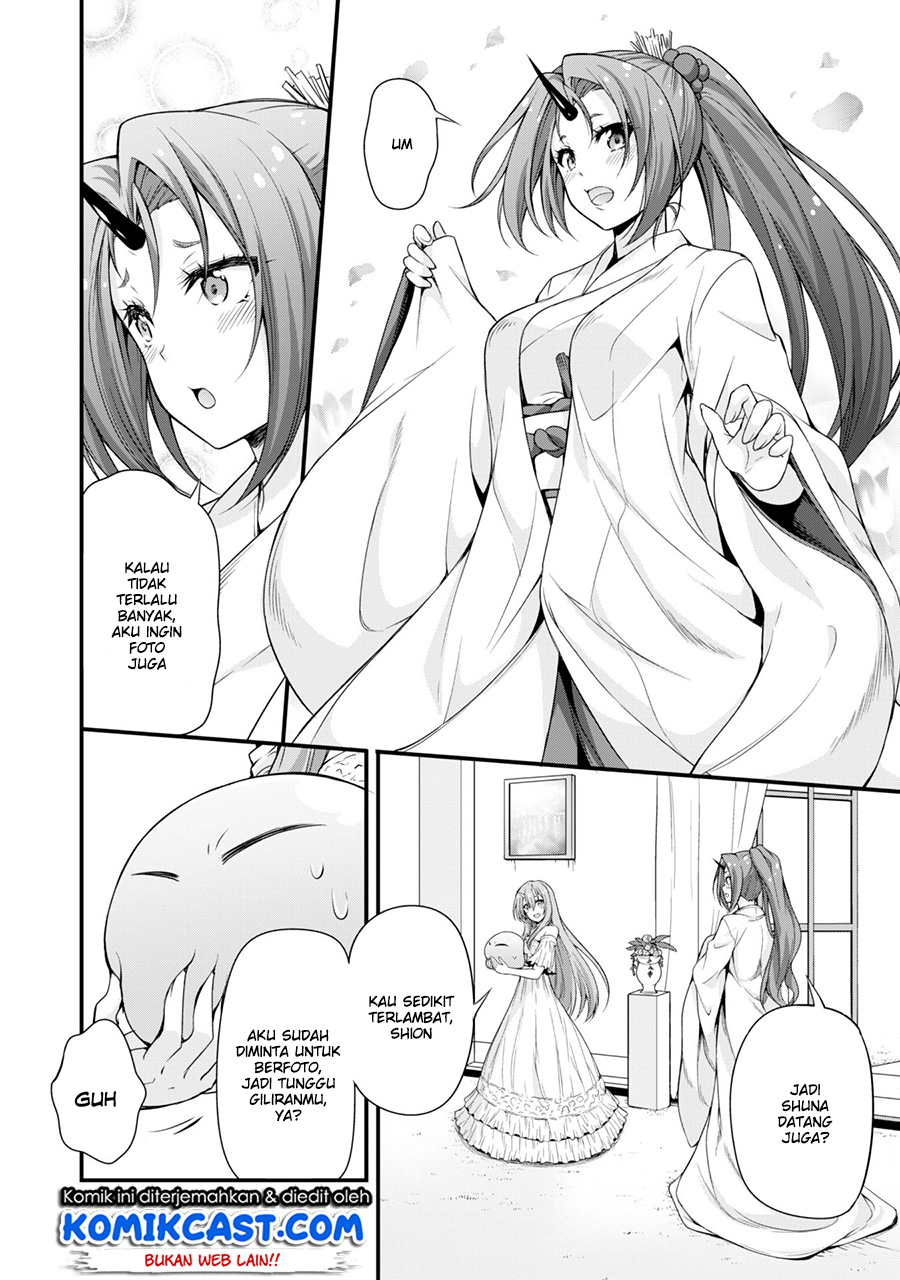 UM
KALAU
TIDAK
TERLALU
BANYAK,
AKU INGIN
FOTO
JUGA
JADI
SHUNA
DATANG
JUGA?
KAU SEDIKIT
TERLAMBAT,
SHION
AKU SUDAH
DIMINTA UNTUK
BERFOTO,
JADI TUNGGU
GILIRANMU,
YA?
GUH
Komik ini diterjemahkan & diedit oleh
KOMIKCAST.COM
BUKAN WEB LAIN!!